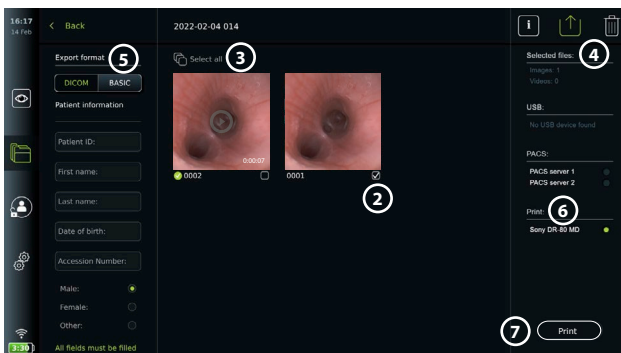 16:17
14 Feb
Back
2022-02-04 014
i
Export format
5
DICOM
BASIC
Patient information
Patient ID:
First name:
Last name:
Date of birth:
Accession Number:
Male:
Female:
Other:
All fields must be filled
3:30
Select all
3
0:00:07
0002
0001
2
Selected files:
4
Images: 1
Videos: 0
USB:
No USB device found
PACS:
PACS server 1
PACS server 2
Print:
6
Sony DR-80 MD
7
Print